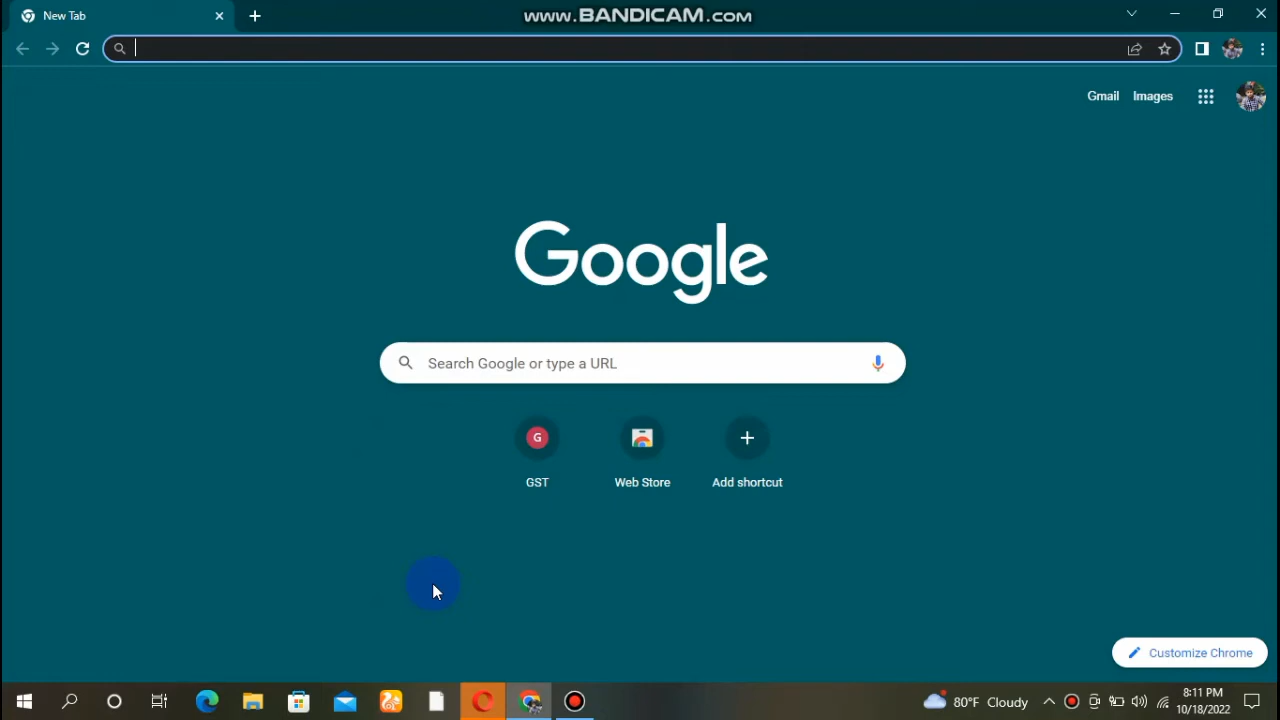 New Tab
www.BANDICAM.com
Gmail
Images
Google
Search Google or type a URL
G
GST
Web Store
Add shortcut
Customize Chrome
80°F Cloudy
8:11 PM
10/18/2022